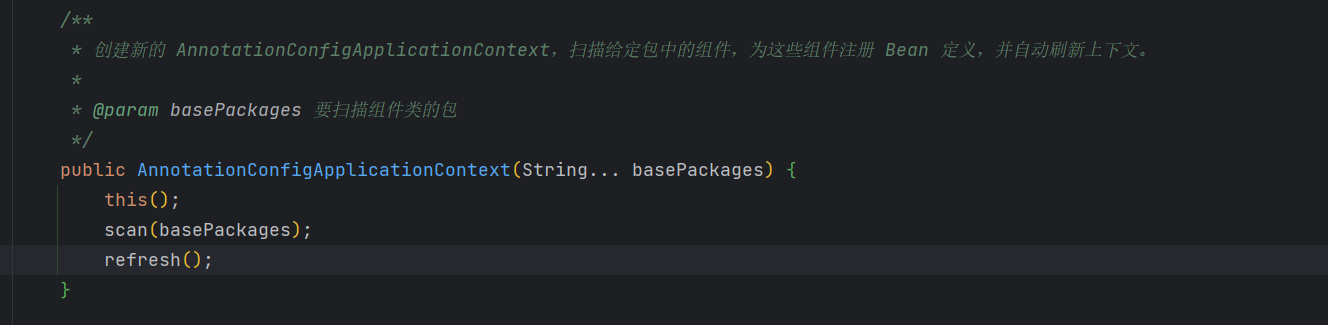 /**
 * 创建新的 AnnotationConfigApplicationContext，扫描给定包中的组件，为这些组件注册 Bean 定义，并自动刷新上下文。
 *
 * @param basePackages 要扫描组件类的包
 */
public AnnotationConfigApplicationContext(String... basePackages) {
    this();
    scan(basePackages);
    refresh();
}